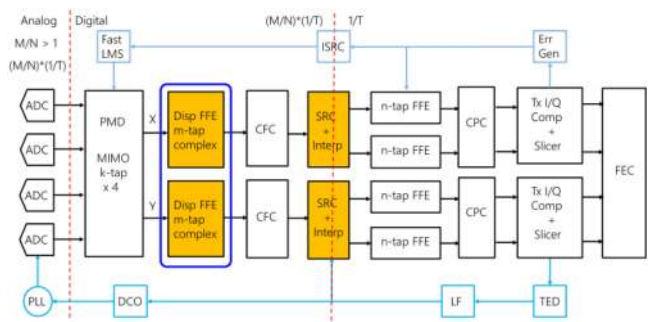 Analog
Digital
M/N > 1
(M/N)*(1/T)
(M/N)*(1/T)
1/T
Fast
LMS
ISRC
Err
Gen
ADC
ADC
ADC
ADC
PMD
MIMO
k-tap
x 4
X
Y
Disp FFE
m-tap
complex
Disp FFE
m-tap
complex
CFC
CFC
SRC
+
Interp
SRC
+
Interp
n-tap FFE
n-tap FFE
n-tap FFE
n-tap FFE
CPC
CPC
Tx I/Q
Comp
+
Slicer
Tx I/Q
Comp
+
Slicer
FEC
PLL
DCO
LF
TED